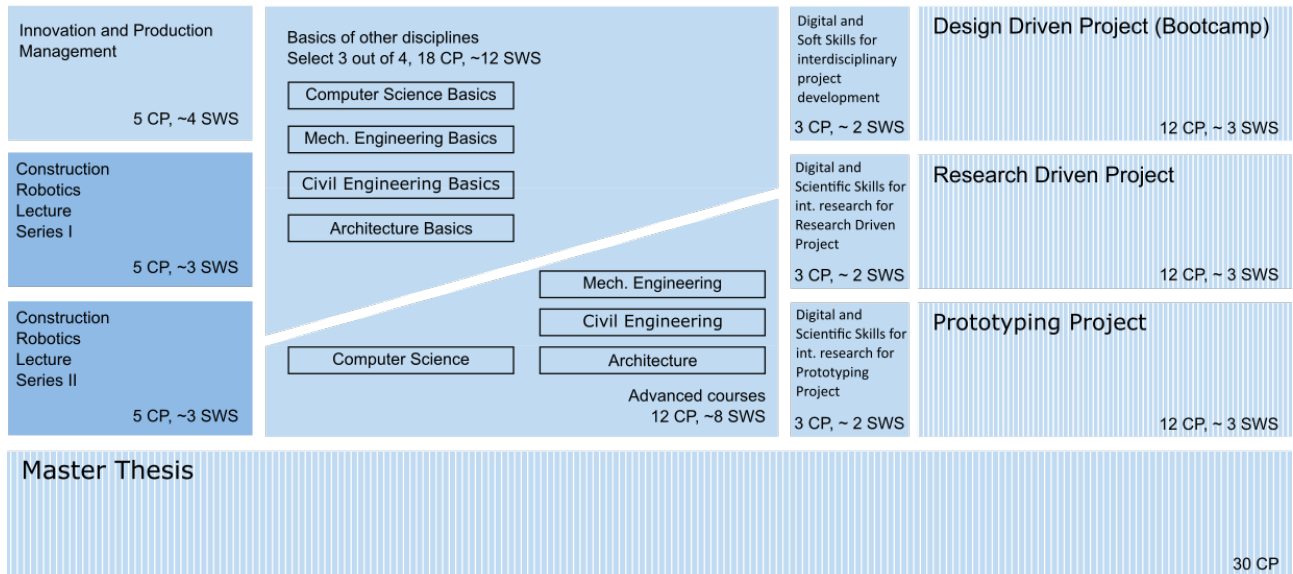 Innovation and Production
Management
5 CP, ~4 SWS
Construction
Robotics
Lecture
Series I
5 CP, ~3 SWS
Construction
Robotics
Lecture
Series II
5 CP, ~3 SWS
Basics of other disciplines
Select 3 out of 4, 18 CP, ~12 SWS
Computer Science Basics
Mech. Engineering Basics
Civil Engineering Basics
Architecture Basics
Mech. Engineering
Civil Engineering
Computer Science
Architecture
Advanced courses
12 CP, ~8 SWS
Digital and
Soft Skills for
interdisciplinary
project
development
3 CP, ~ 2 SWS
Digital and
Scientific Skills for
int. research for
Research Driven
Project
3 CP, ~ 2 SWS
Digital and
Scientific Skills for
int. research for
Prototyping
Project
3 CP, ~ 2 SWS
Design Driven Project (Bootcamp)
12 CP, ~ 3 SWS
Research Driven Project
12 CP, ~ 3 SWS
Prototyping Project
12 CP, ~ 3 SWS
Master Thesis
30 CP